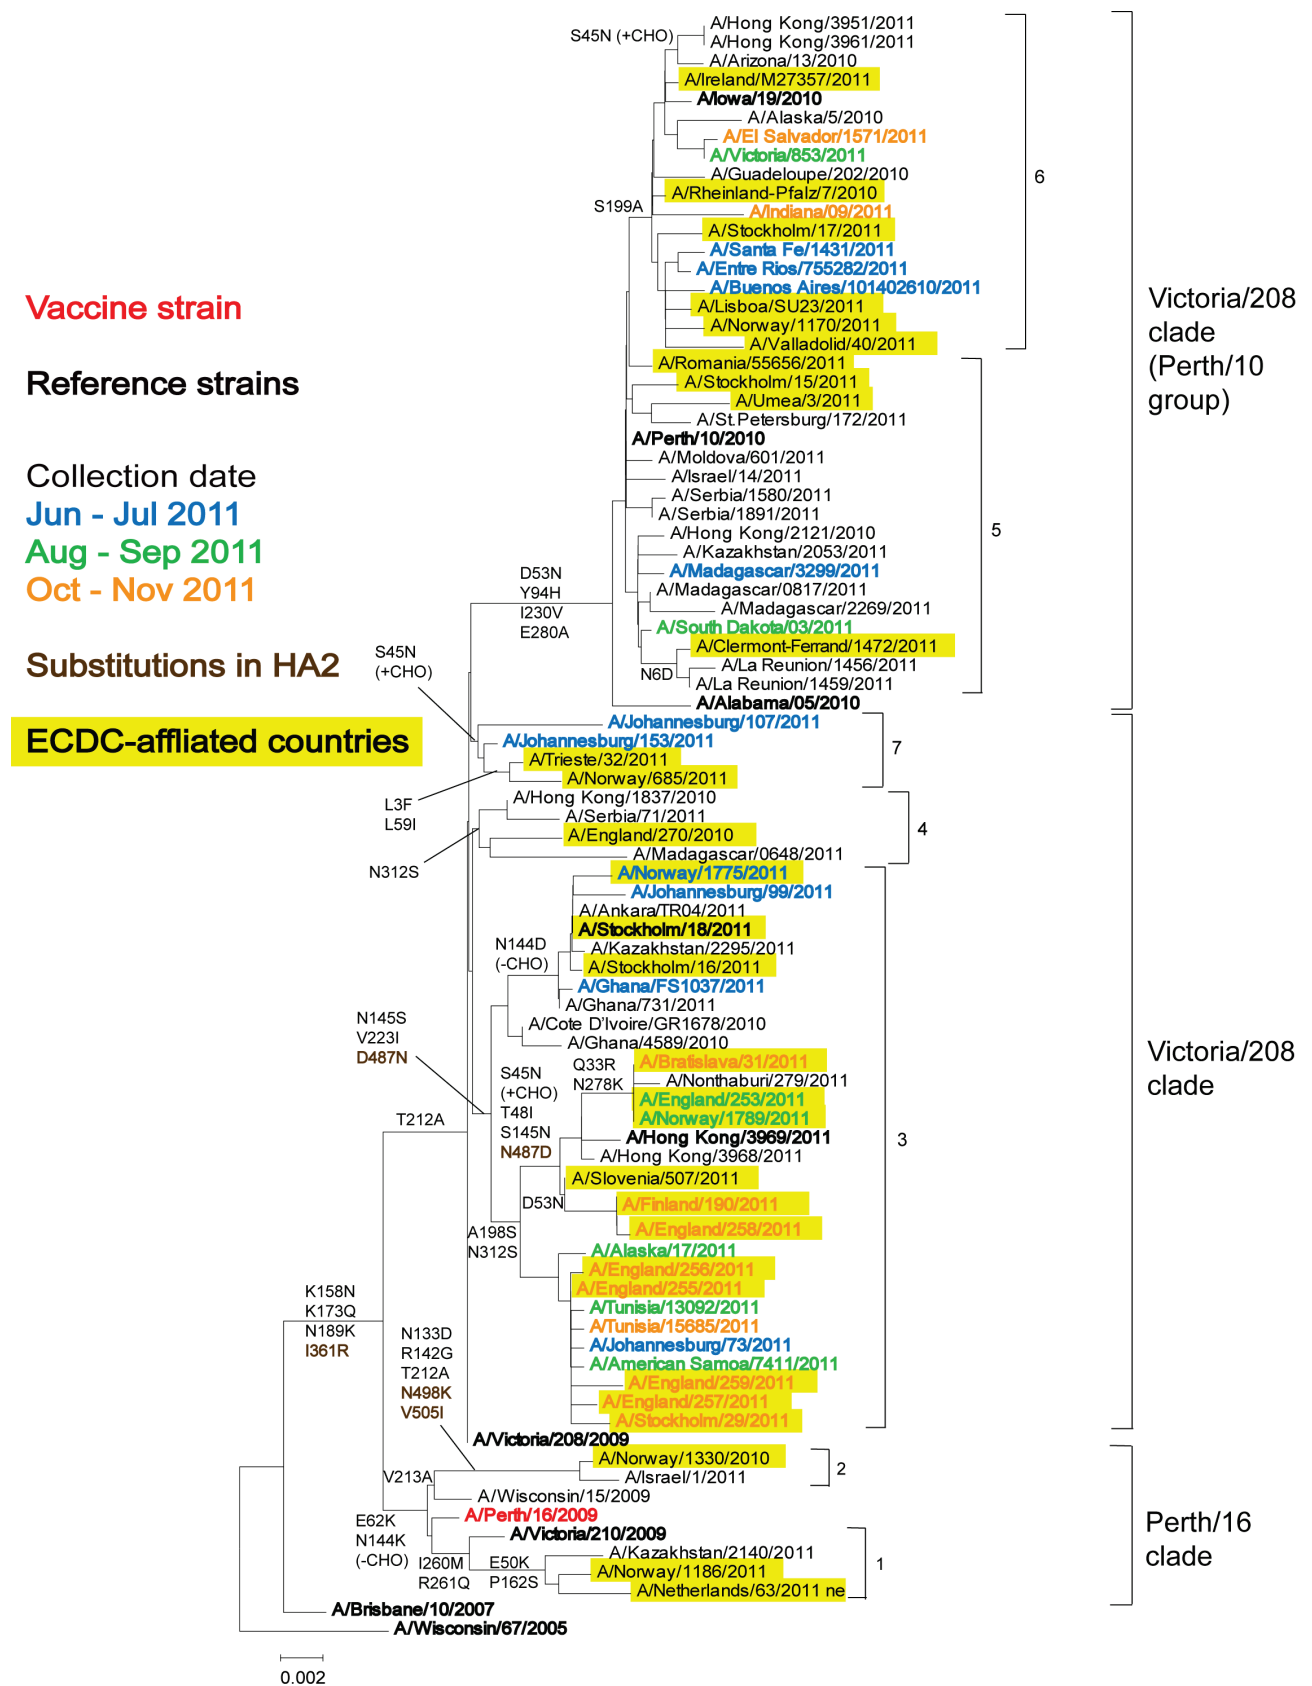 A/Hong Kong/3951/2011
S45N (+CHO)
A/Hong Kong/3961/2011
A/Arizona/13/2010
A/Ireland/M27357/2011
A/Iowa/19/2010
A/Alaska/5/2010
A/El Salvador/1571/2011
A/Victoria/853/2011
A/Guadeloupe/202/2010
6
A/Rheinland-Pfalz/7/2010
S199A
A/Indiana/09/2011
A/Stockholm/17/2011
A/Santa Fe/1431/2011
A/Entre Rios/755282/2011
A/Buenos Aires/101402610/2011
A/Lisboa/SU23/2011
A/Norway/1170/2011
A/Valladolid/40/2011
Victoria/208
clade
(Perth/10
group)
Vaccine strain
Reference strains
Collection date
Jun - Jul 2011
Aug - Sep 2011
Oct - Nov 2011
Substitutions in HA2
ECDC-affliated countries
A/Romania/55656/2011
A/Stockholm/15/2011
A/Umea/3/2011
A/St.Petersburg/172/2011
A/Perth/10/2010
A/Moldova/601/2011
A/Israel/14/2011
A/Serbia/1580/2011
A/Serbia/1891/2011
5
A/Hong Kong/2121/2010
A/Kazakhstan/2053/2011
A/Madagascar/3299/2011
D53N
Y94H
I230V
E280A
A/Madagascar/0817/2011
A/Madagascar/2269/2011
A/South Dakota/03/2011
A/Clermont-Ferrand/1472/2011
N6D
A/La Reunion/1456/2011
A/La Reunion/1459/2011
A/Alabama/05/2010
S45N
(+CHO)
A/Johannesburg/107/2011
A/Johannesburg/153/2011
7
A/Trieste/32/2011
A/Norway/685/2011
L3F
L59I
A/Hong Kong/1837/2010
A/Serbia/71/2011
4
A/England/270/2010
A/Madagascar/0648/2011
N312S
A/Norway/1775/2011
A/Johannesburg/99/2011
A/Ankara/TR04/2011
A/Stockholm/18/2011
N144D
(-CHO)
A/Kazakhstan/2295/2011
A/Stockholm/16/2011
A/Ghana/FS1037/2011
A/Ghana/731/2011
A/Cote D'Ivoire/GR1678/2010
A/Ghana/4589/2010
N145S
V223I
D487N
Victoria/208
clade
A/Bratislava/31/2011
Q33R
N278K
A/Nonthaburi/279/2011
A/England/253/2011
A/Norway/1789/2011
S45N
(+CHO)
T48I
S145N
N487D
T212A
A/Hong Kong/3969/2011
3
A/Hong Kong/3968/2011
A/Slovenia/507/2011
D53N
A/Finland/190/2011
A/England/258/2011
A198S
N312S
A/Alaska/17/2011
A/England/256/2011
A/England/255/2011
A/Tunisia/13092/2011
A/Tunisia/15685/2011
A/Johannesburg/73/2011
A/American Samoa/7411/2011
A/England/259/2011
A/England/257/2011
A/Stockholm/29/2011
K158N
K173Q
N189K
I361R
N133D
R142G
T212A
N498K
V505I
A/Victoria/208/2009
A/Norway/1330/2010
2
V213A
A/Israel/1/2011
A/Wisconsin/15/2009
A/Perth/16/2009
Perth/16
clade
E62K
N144K
(-CHO)
A/Victoria/210/2009
A/Kazakhstan/2140/2011
1
I260M
R261Q
E50K
P162S
A/Norway/1186/2011
A/Netherlands/63/2011 ne
A/Brisbane/10/2007
A/Wisconsin/67/2005
0.002